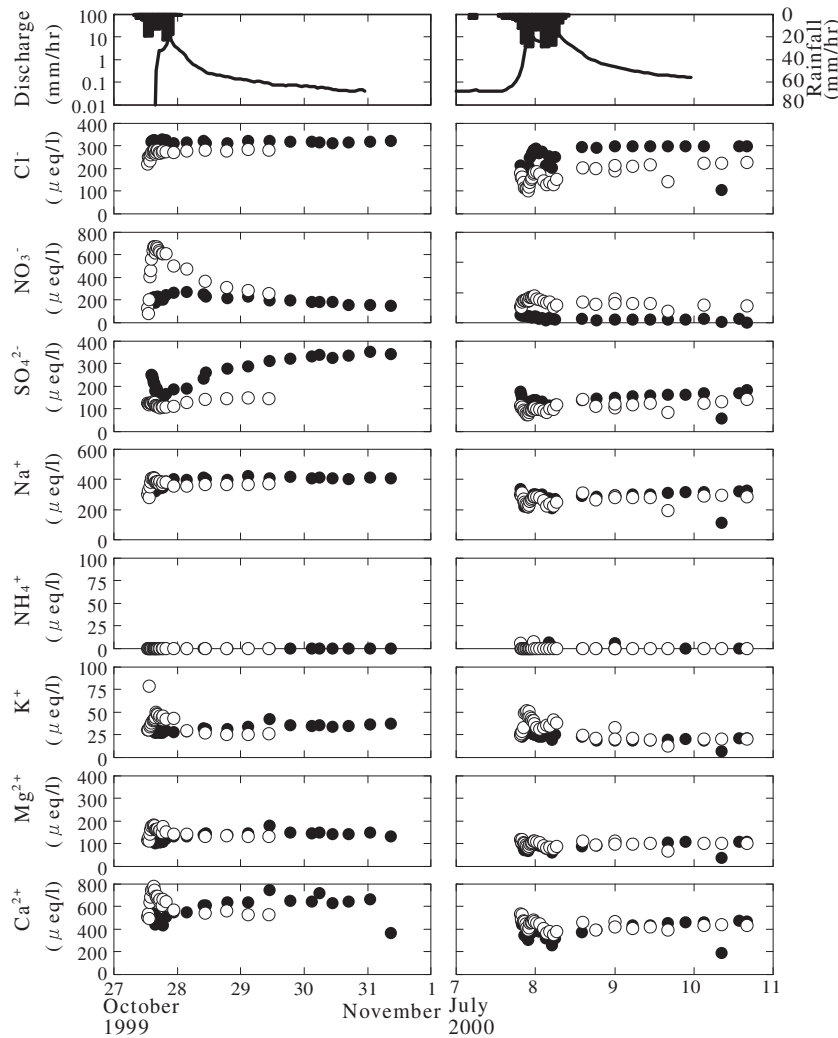 Discharge
(mm/hr)
100
10
1
0.1
0.01
0
20
40
60
80
Rainfall
(mm/hr)
Cl⁻
(μeq/l)
400
300
200
100
0
NO₃⁻
(μeq/l)
800
600
400
200
0
SO₄²⁻
(μeq/l)
400
300
200
100
0
Na⁺
(μeq/l)
600
400
200
0
NH₄⁺
(μeq/l)
100
75
50
25
0
K⁺
(μeq/l)
100
75
50
25
0
Mg²⁺
(μeq/l)
400
300
200
100
0
Ca²⁺
(μeq/l)
800
600
400
200
0
27 28 29 30 31 1
October November
1999
7 8 9 10 11
July
2000